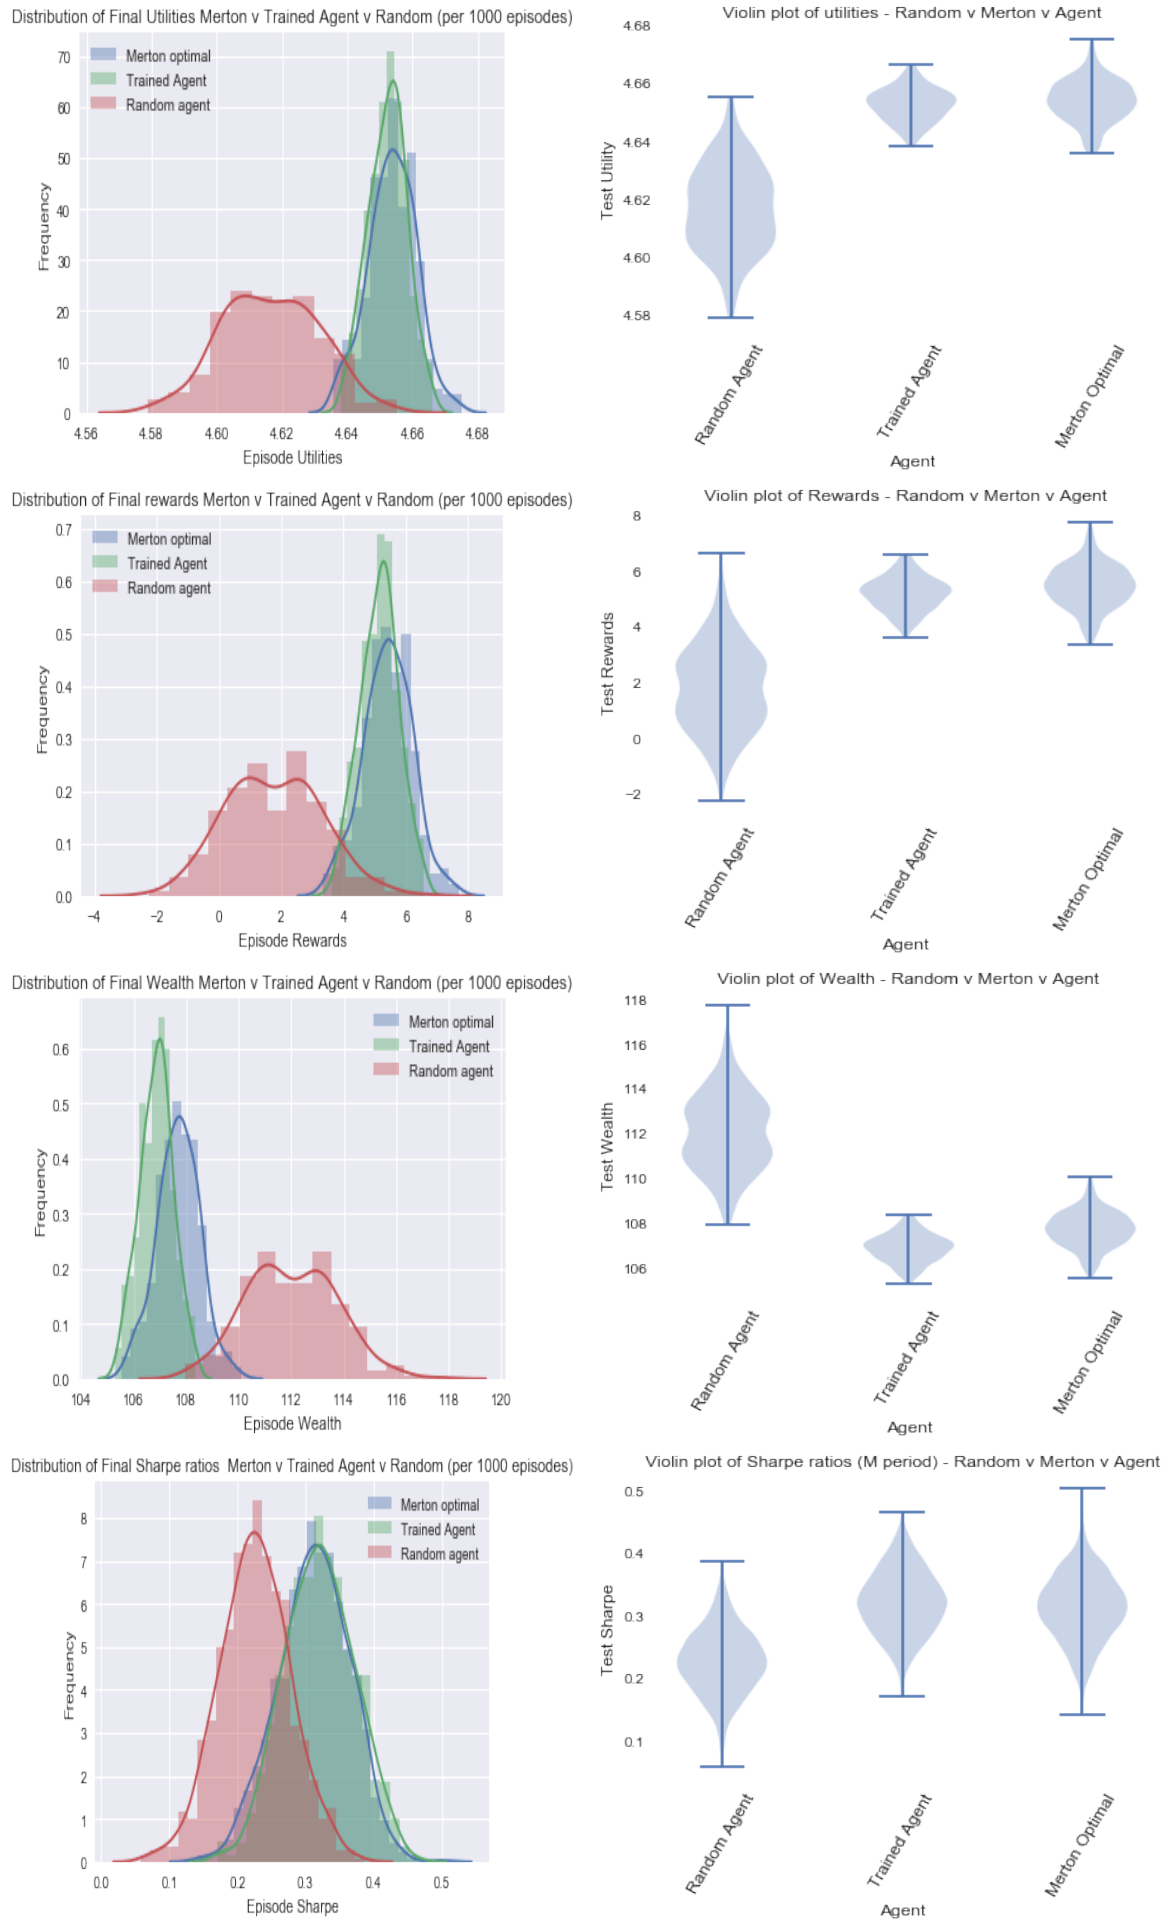 Distribution of Final Utilities Merton v Trained Agent v Random (per 1000 episodes)
Merton optimal
Trained Agent
Random agent
70
60
50
40
30
20
10
0
Frequency
4.56 4.58 4.60 4.62 4.64 4.66 4.68
Episode Utilities
Violin plot of utilities - Random v Merton v Agent
4.68
4.66
4.64
4.62
4.60
4.58
Test Utility
Random Agent
Trained Agent
Merton Optimal
Agent
Distribution of Final rewards Merton v Trained Agent v Random (per 1000 episodes)
Merton optimal
Trained Agent
Random agent
0.7
0.6
0.5
0.4
0.3
0.2
0.1
0.0
Frequency
−4 −2 0 2 4 6 8
Episode Rewards
Violin plot of Rewards - Random v Merton v Agent
8
6
4
2
0
−2
Test Rewards
Random Agent
Trained Agent
Merton Optimal
Agent
Distribution of Final Wealth Merton v Trained Agent v Random (per 1000 episodes)
Merton optimal
Trained Agent
Random agent
0.6
0.5
0.4
0.3
0.2
0.1
0.0
Frequency
104 106 108 110 112 114 116 118 120
Episode Wealth
Violin plot of Wealth - Random v Merton v Agent
118
116
114
112
110
108
106
Test Wealth
Random Agent
Trained Agent
Merton Optimal
Agent
Distribution of Final Sharpe ratios Merton v Trained Agent v Random (per 1000 episodes)
Merton optimal
Trained Agent
Random agent
8
7
6
5
4
3
2
1
0
Frequency
0.0 0.1 0.2 0.3 0.4 0.5
Episode Sharpe
Violin plot of Sharpe ratios (M period) - Random v Merton v Agent
0.5
0.4
0.3
0.2
0.1
Test Sharpe
Random Agent
Trained Agent
Merton Optimal
Agent